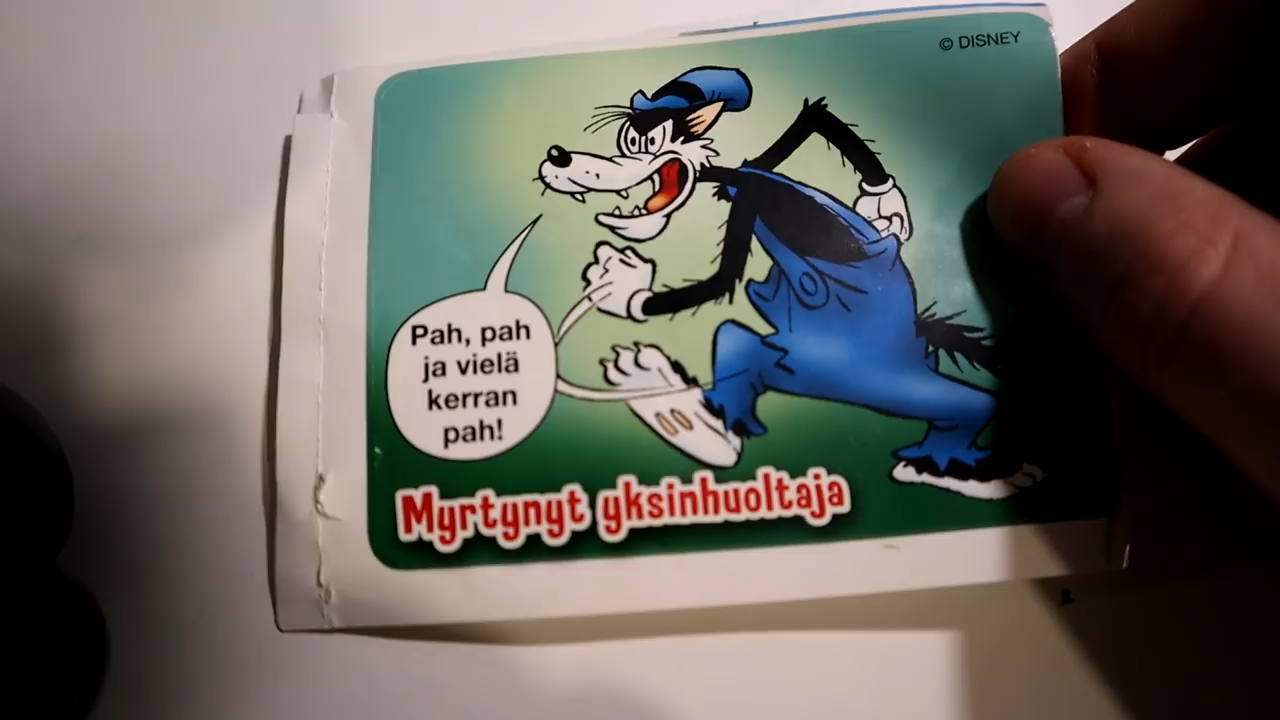 © DISNEY
Pah, pah
ja vielä
kerran
pah!
Myrtynyt yksinhuoltaja